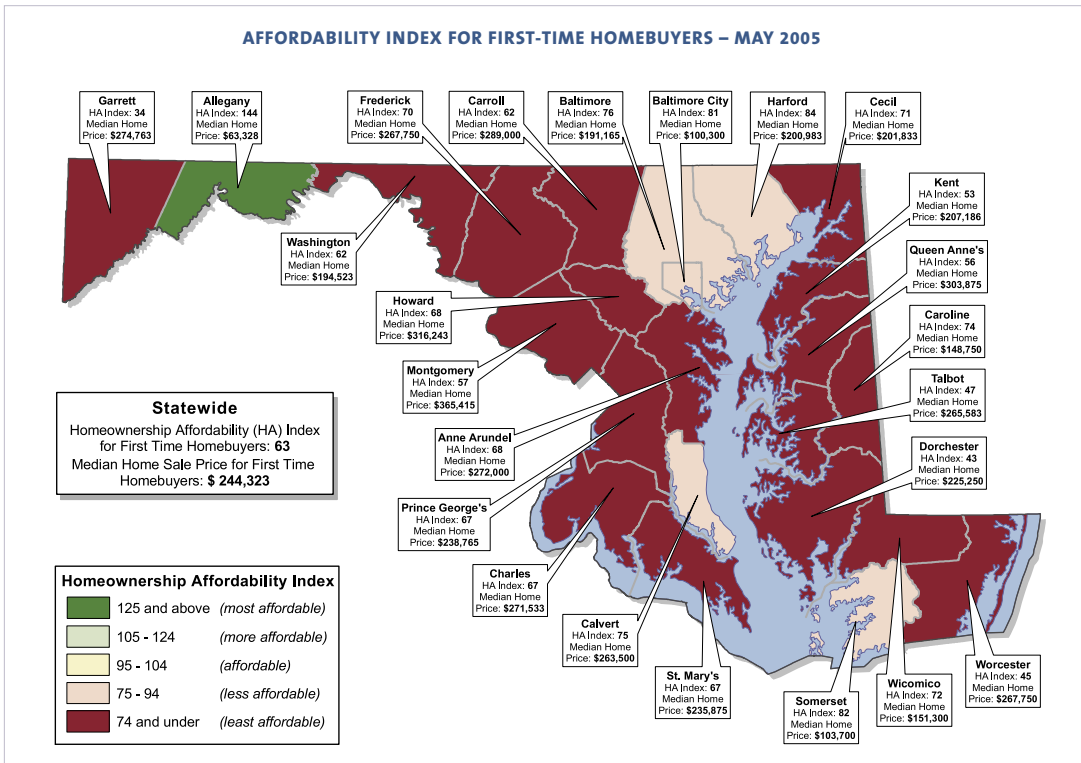 AFFORDABILITY INDEX FOR FIRST-TIME HOMEBUYERS – MAY 2005
Garrett
HA Index: 34
Median Home
Price: $274,763
Allegany
HA Index: 144
Median Home
Price: $63,328
Frederick
HA Index: 70
Median Home
Price: $267,750
Carroll
HA Index: 62
Median Home
Price: $289,000
Baltimore
HA Index: 76
Median Home
Price: $191,165
Baltimore City
HA Index: 81
Median Home
Price: $100,300
Harford
HA Index: 84
Median Home
Price: $200,983
Cecil
HA Index: 71
Median Home
Price: $201,833
Kent
HA Index: 53
Median Home
Price: $207,186
Washington
HA Index: 62
Median Home
Price: $194,523
Queen Anne's
HA Index: 56
Median Home
Price: $303,875
Howard
HA Index: 68
Median Home
Price: $316,243
Caroline
HA Index: 74
Median Home
Price: $148,750
Montgomery
HA Index: 57
Median Home
Price: $365,415
Talbot
HA Index: 47
Median Home
Price: $265,583
Statewide
Homeownership Affordability (HA) Index
for First Time Homebuyers: 63
Median Home Sale Price for First Time
Homebuyers: $ 244,323
Anne Arundel
HA Index: 68
Median Home
Price: $272,000
Dorchester
HA Index: 43
Median Home
Price: $225,250
Prince George's
HA Index: 67
Median Home
Price: $238,765
Charles
HA Index: 67
Median Home
Price: $271,533
Calvert
HA Index: 75
Median Home
Price: $263,500
St. Mary's
HA Index: 67
Median Home
Price: $235,875
Somerset
HA Index: 82
Median Home
Price: $103,700
Wicomico
HA Index: 72
Median Home
Price: $151,300
Worcester
HA Index: 45
Median Home
Price: $267,750
Homeownership Affordability Index
125 and above (most affordable)
105 - 124 (more affordable)
95 - 104 (affordable)
75 - 94 (less affordable)
74 and under (least affordable)